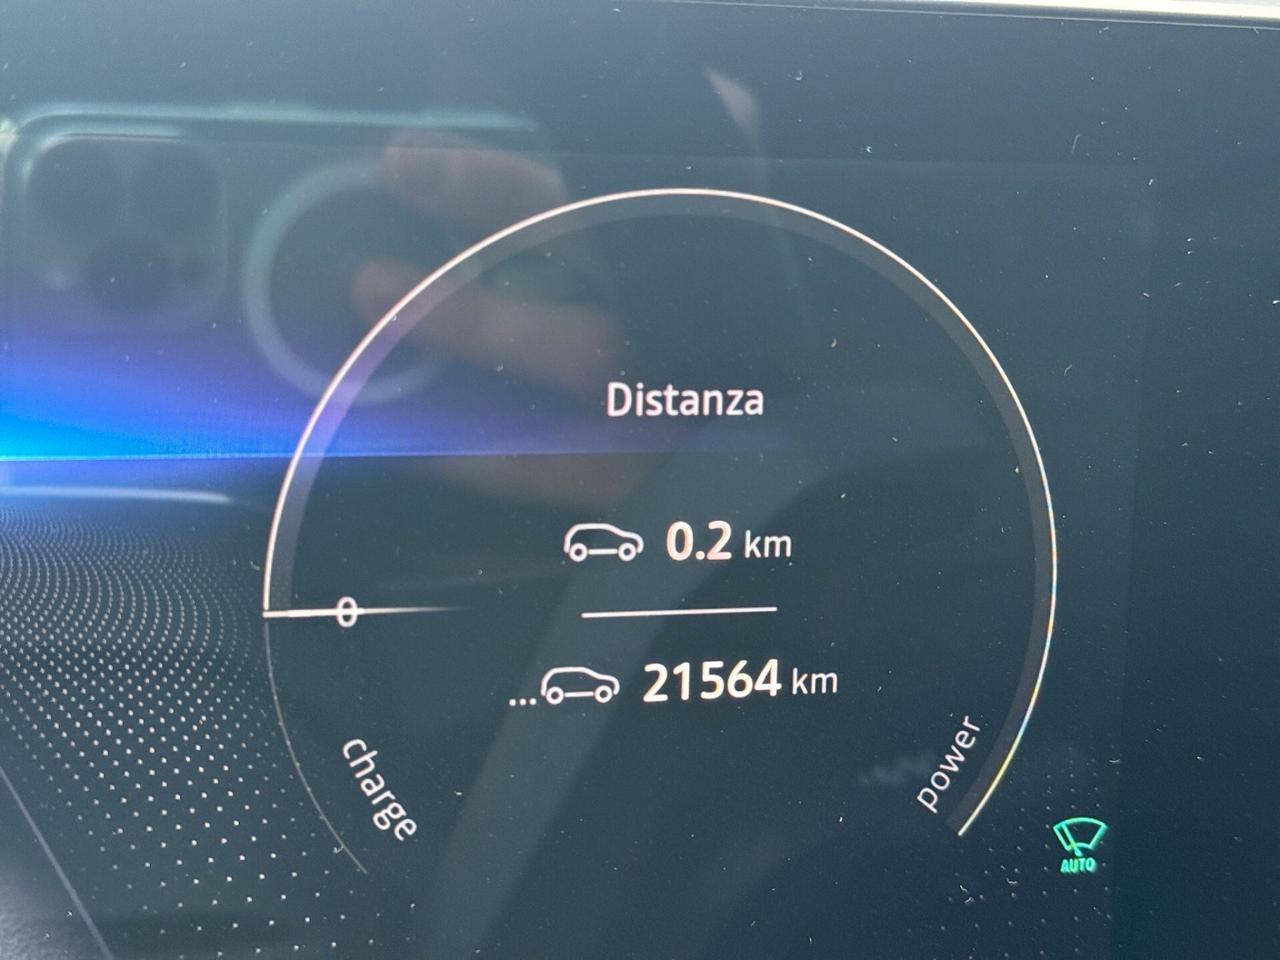 Distanza
0.2 km
0
...21564 km
charge
power
AUTO